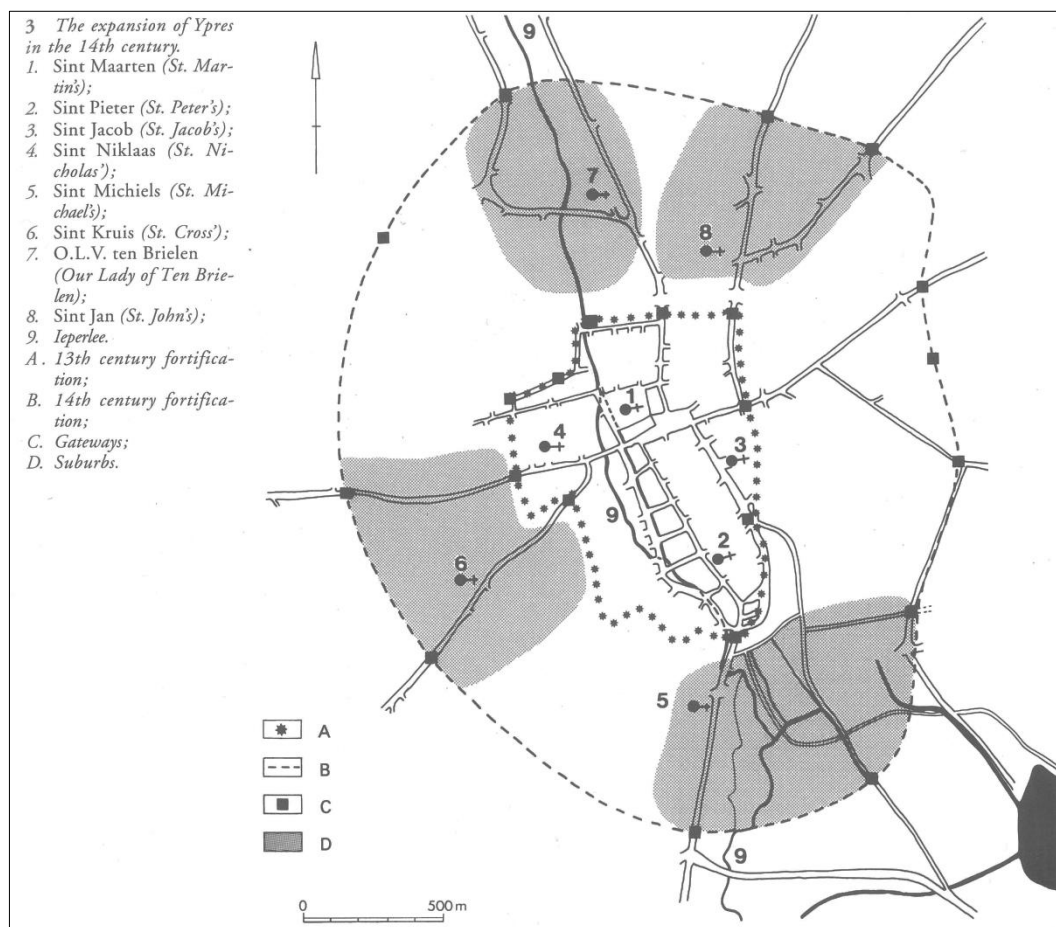 3 The expansion of Ypres
in the 14th century.
1. Sint Maarten (St. Mar-
tin's);
2. Sint Pieter (St. Peter's);
3. Sint Jacob (St. Jacob's);
4. Sint Niklaas (St. Ni-
cholas');
5. Sint Michiels (St. Mi-
chael's);
6. Sint Kruis (St. Cross');
7. O.L.V. ten Brielen
(Our Lady of Ten Brie-
len);
8. Sint Jan (St. John's);
9. Ieperlee.
A. 13th century fortifica-
tion;
B. 14th century fortifica-
tion;
C. Gateways;
D. Suburbs.
9
7
8
1
4
3
9
2
6
5
9
A
B
C
D
0 500 m